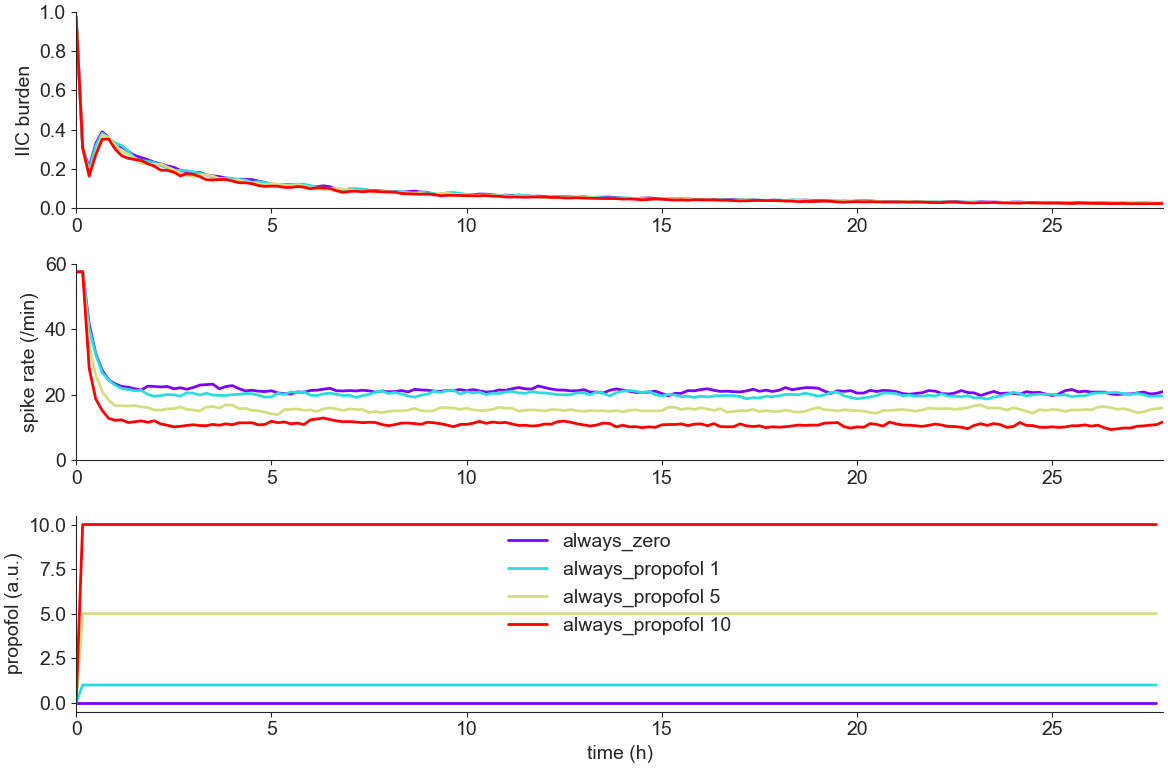 1.0
0.8
0.6
0.4
0.2
0.0
IIC burden
0 5 10 15 20 25
60
40
20
0
spike rate (/min)
0 5 10 15 20 25
10.0
7.5
5.0
2.5
0.0
propofol (a.u.)
always_zero
always_propofol 1
always_propofol 5
always_propofol 10
0 5 10 15 20 25
time (h)